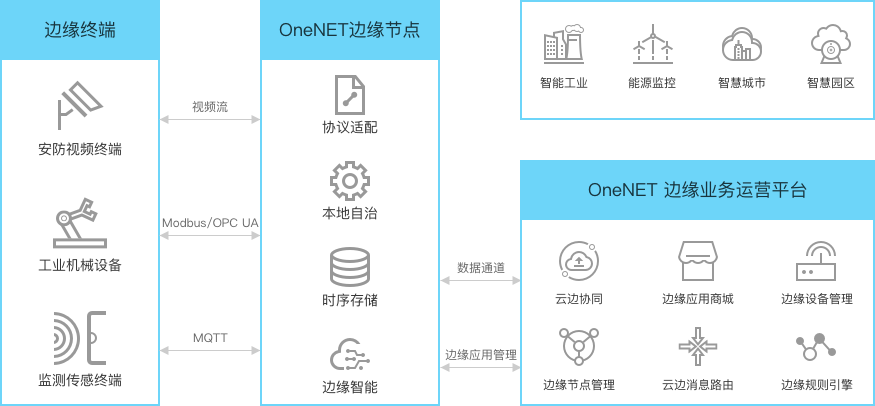 边缘终端
安防视频终端
工业机械设备
监测传感终端
视频流
Modbus/OPC UA
MQTT
OneNET边缘节点
协议适配
本地自治
时序存储
边缘智能
数据通道
边缘应用管理
智能工业
能源监控
智慧城市
智慧园区
OneNET 边缘业务运营平台
云边协同
边缘应用商城
边缘设备管理
边缘节点管理
云边消息路由
边缘规则引擎